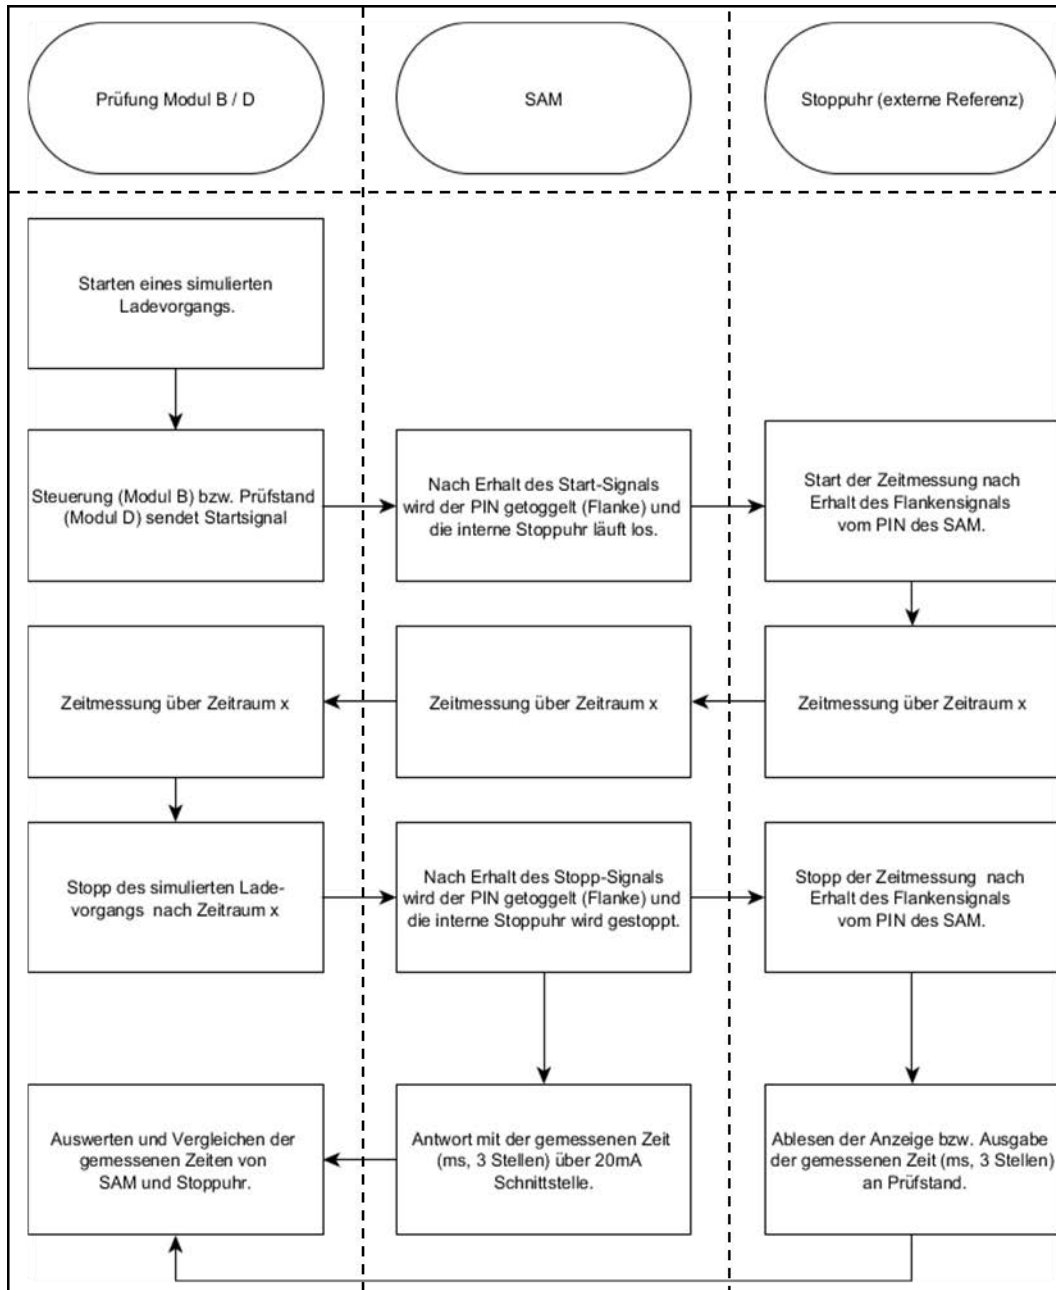 Prüfung Modul B / D
SAM
Stoppuhr (externe Referenz)
Starten eines simulierten
Ladevorgangs.
Steuerung (Modul B) bzw. Prüfstand
(Modul D) sendet Startsignal
Nach Erhalt des Start-Signals
wird der PIN getoggelt (Flanke) und
die interne Stoppuhr läuft los.
Start der Zeitmessung nach
Erhalt des Flankensignals
vom PIN des SAM.
Zeitmessung über Zeitraum x
Zeitmessung über Zeitraum x
Zeitmessung über Zeitraum x
Stopp des simulierten Lade-
vorgangs nach Zeitraum x
Nach Erhalt des Stopp-Signals
wird der PIN getoggelt (Flanke) und
die interne Stoppuhr wird gestoppt.
Stopp der Zeitmessung nach
Erhalt des Flankensignals
vom PIN des SAM.
Auswerten und Vergleichen der
gemessenen Zeiten von
SAM und Stoppuhr.
Antwort mit der gemessenen Zeit
(ms, 3 Stellen) über 20mA
Schnittstelle.
Ablesen der Anzeige bzw. Ausgabe
der gemessenen Zeit (ms, 3 Stellen)
an Prüfstand.